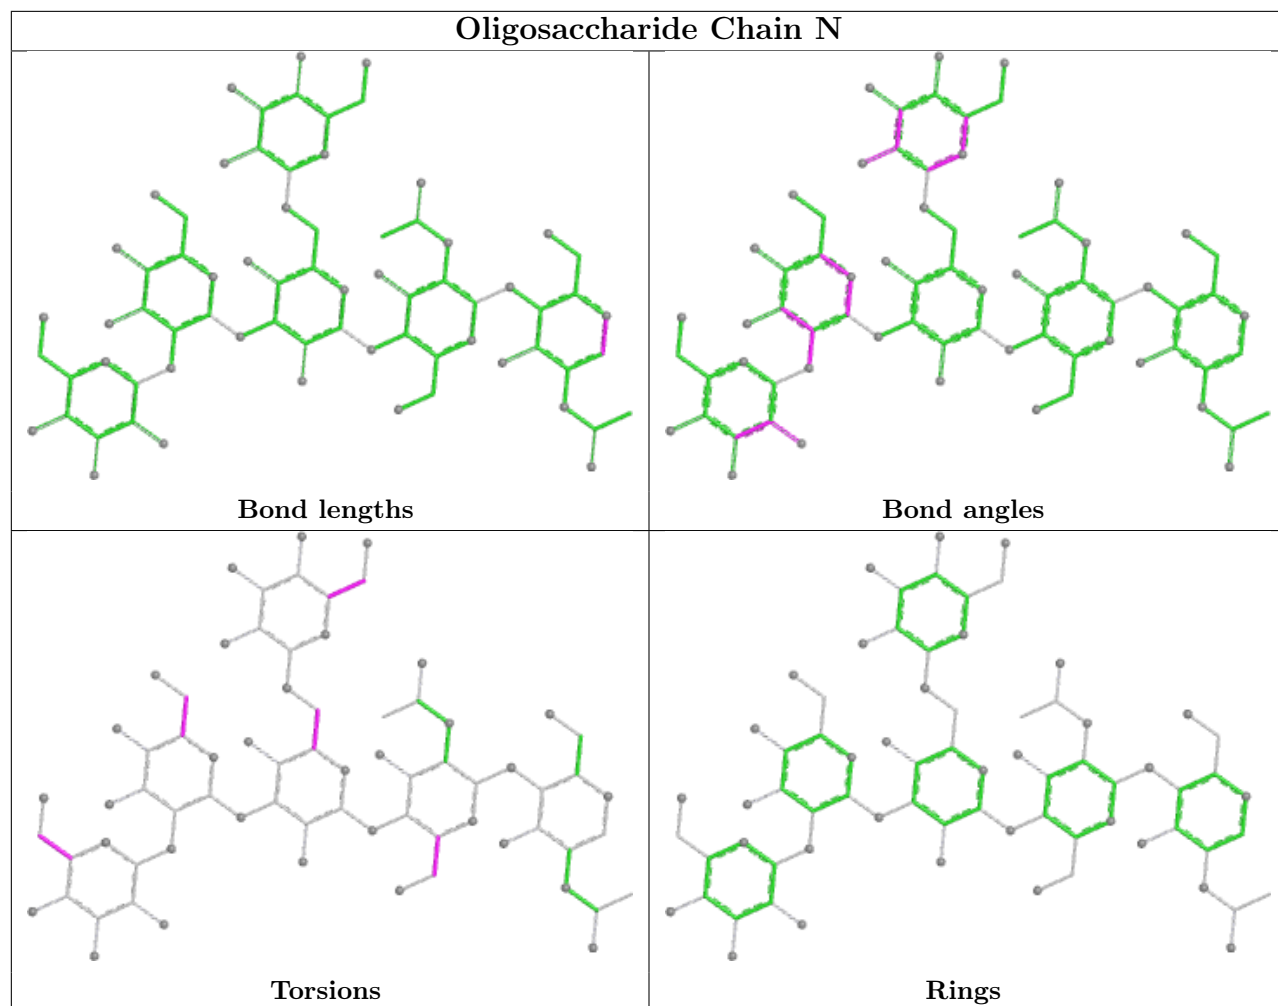 Oligosaccharide Chain N
Bond lengths
Bond angles
Torsions
Rings